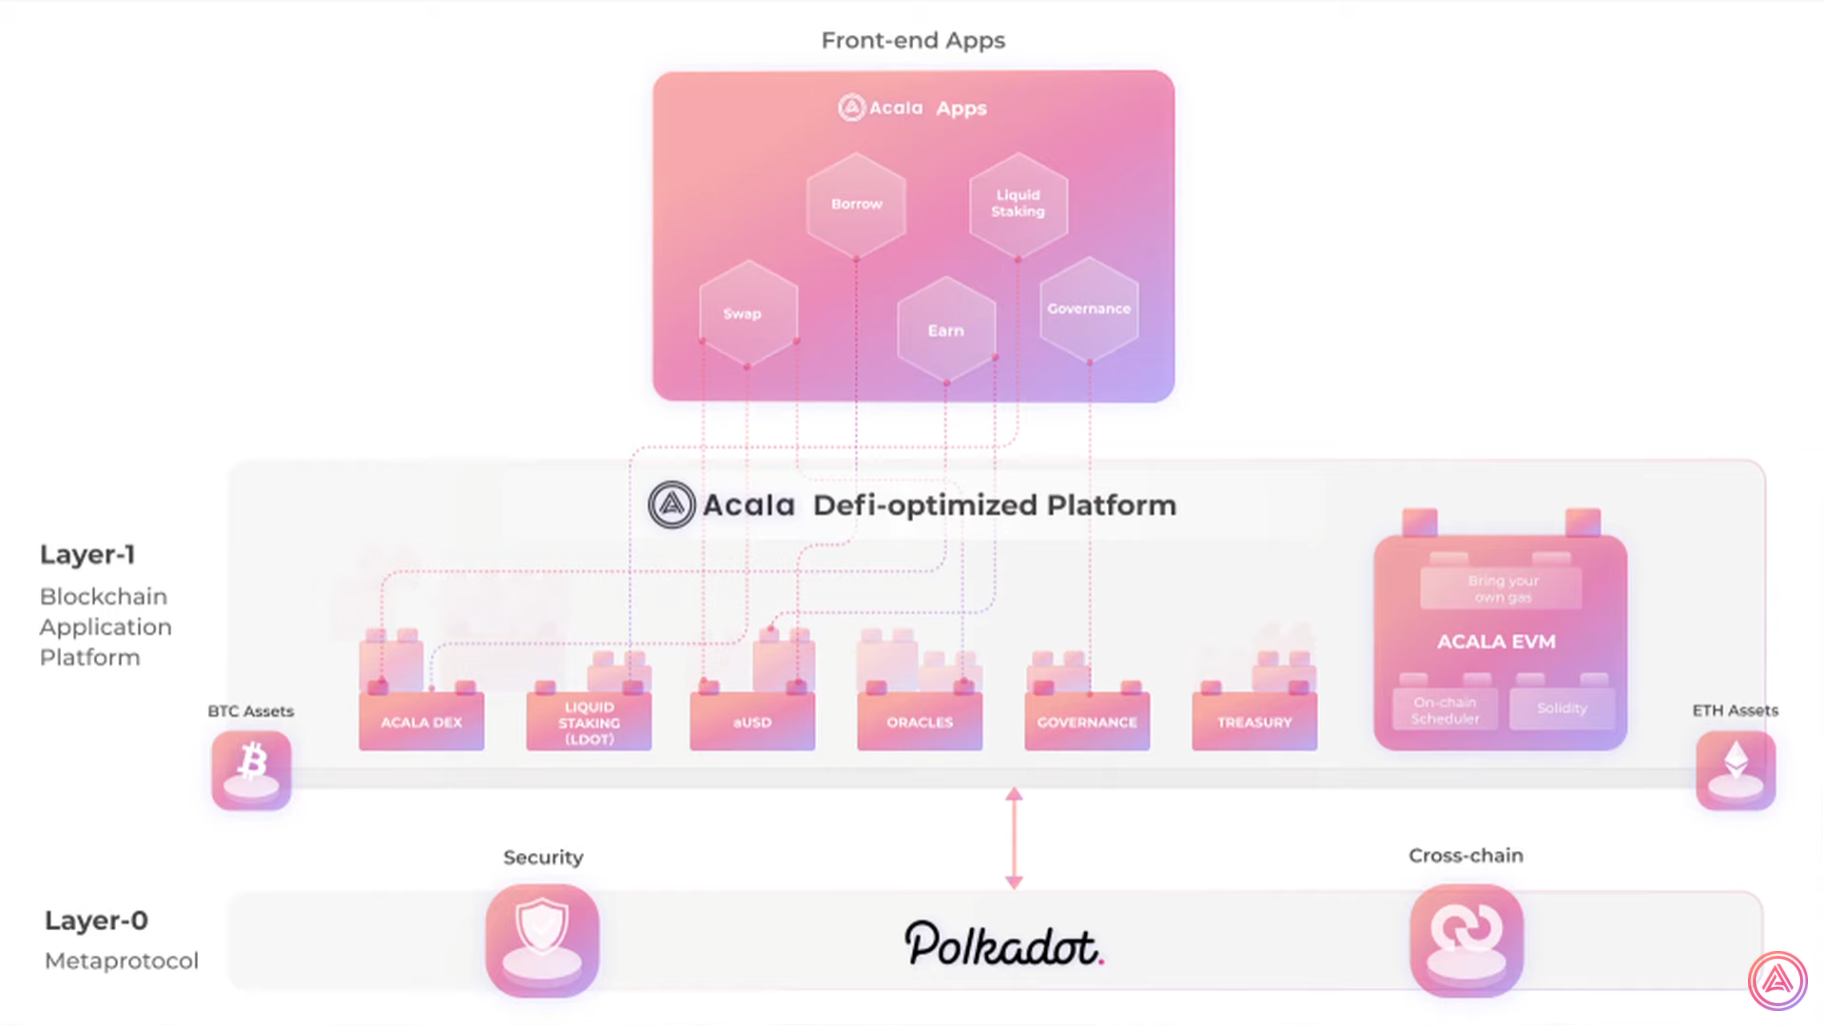 Front-end Apps
Acala Apps
Borrow
Liquid
Staking
Swap
Earn
Governance
Acala Defi-optimized Platform
Layer-1
Blockchain
Application
Platform
Bring your
own gas
ACALA EVM
On-chain
Scheduler
Solidity
BTC Assets
ACALA DEX
LIQUID
STAKING
(LDOT)
aUSD
ORACLES
GOVERNANCE
TREASURY
ETH Assets
Security
Cross-chain
Layer-0
Metaprotocol
Polkadot.